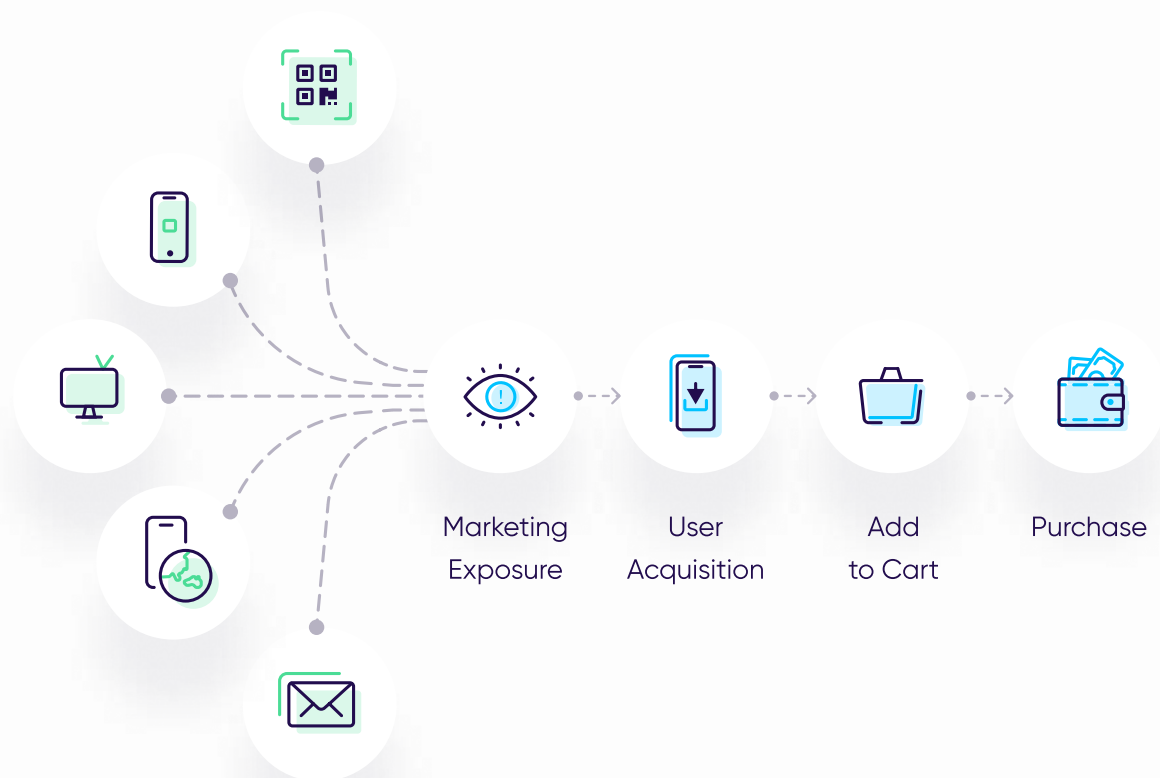 Marketing
Exposure
User
Acquisition
Add
to Cart
Purchase